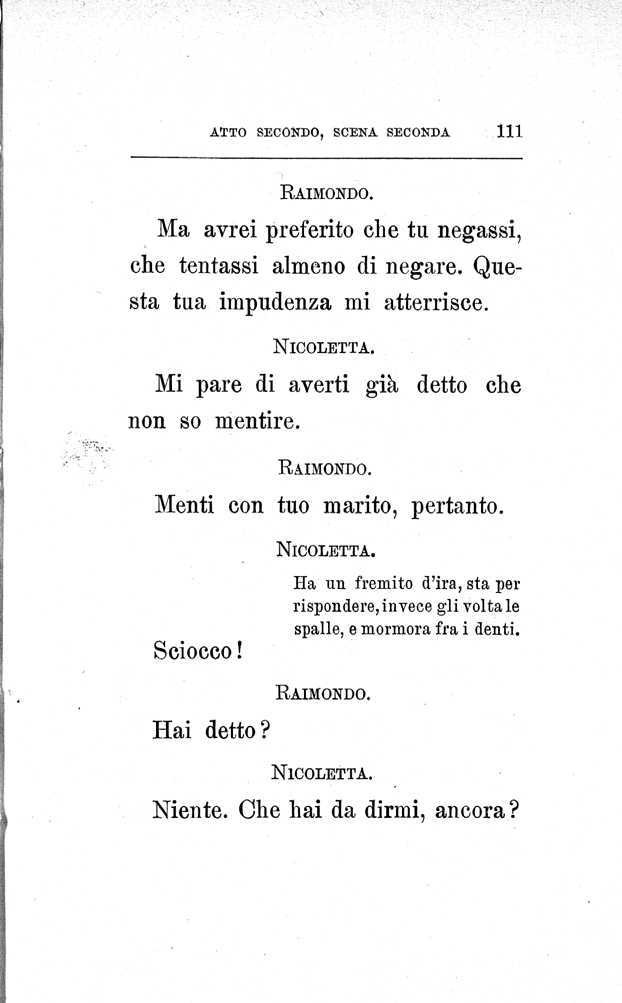 ATTO SECONDO, SCENA SECONDA 111
RAIMONDO.
Ma avrei preferito che tu negassi,
che tentassi almeno di negare. Que-
sta tua impudenza mi atterrisce.
NICOLETTA.
Mi pare di averti già detto che
non so mentire.
RAIMONDO.
Menti con tuo marito, pertanto.
NICOLETTA.
Ha un fremito d'ira, sta per
rispondere, invece gli volta le
spalle, e mormora fra i denti.
Sciocco!
RAIMONDO.
Hai detto?
NICOLETTA.
Niente. Che hai da dirmi, ancora?